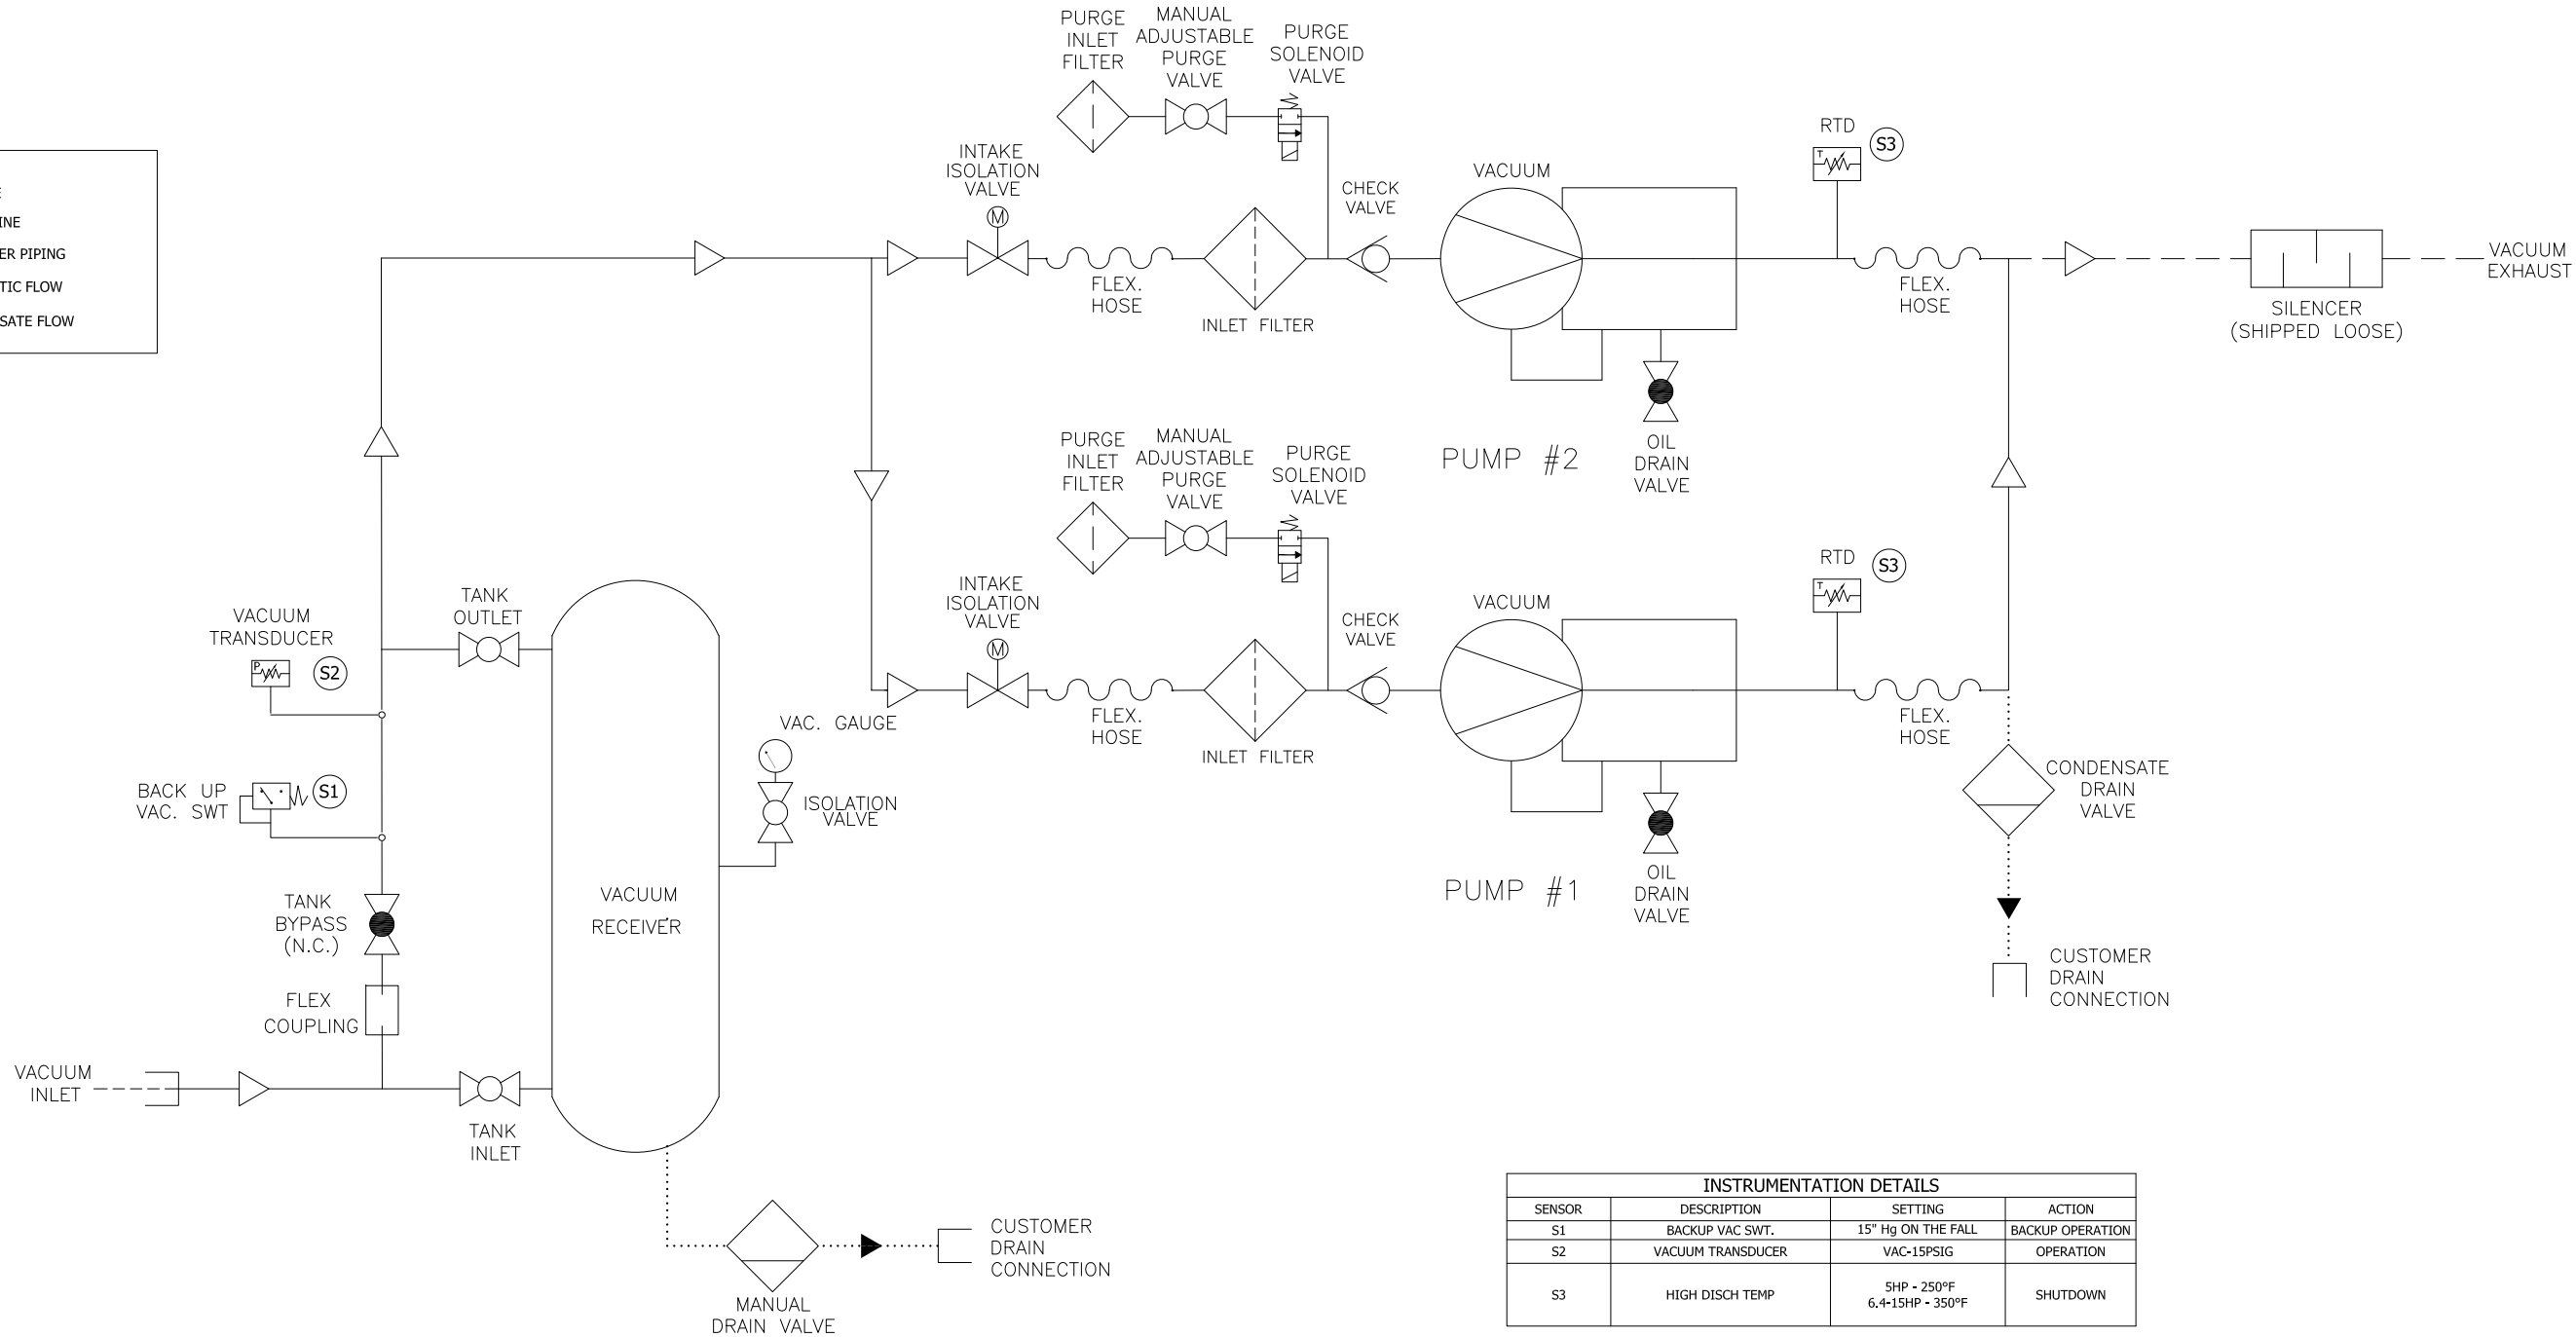 PURGE
INLET
FILTER
MANUAL
ADJUSTABLE
PURGE
VALVE
PURGE
SOLENOID
VALVE
INE
ER PIPING
TIC FLOW
SATE FLOW
INTAKE
ISOLATION
VALVE
M
FLEX.
HOSE
INLET FILTER
CHECK
VALVE
VACUUM
RTD
T
S3
FLEX.
HOSE
SILENCER
(SHIPPED LOOSE)
VACUUM
EXHAUST
OIL
DRAIN
VALVE
PUMP #2
PURGE
INLET
FILTER
MANUAL
ADJUSTABLE
PURGE
VALVE
PURGE
SOLENOID
VALVE
INTAKE
ISOLATION
VALVE
M
FLEX.
HOSE
INLET FILTER
CHECK
VALVE
VACUUM
RTD
T
S3
FLEX.
HOSE
OIL
DRAIN
VALVE
PUMP #1
CONDENSATE
DRAIN
VALVE
CUSTOMER
DRAIN
CONNECTION
TANK
OUTLET
VACUUM
TRANSDUCER
P
S2
BACK UP
VAC. SWT
S1
VAC. GAUGE
ISOLATION
VALVE
VACUUM
RECEIVER
TANK
BYPASS
(N.C.)
FLEX
COUPLING
VACUUM
INLET
TANK
INLET
MANUAL
DRAIN VALVE
CUSTOMER
DRAIN
CONNECTION
INSTRUMENTATION DETAILS
SENSOR DESCRIPTION SETTING ACTION
S1 BACKUP VAC SWT. 15" Hg ON THE FALL BACKUP OPERATION
S2 VACUUM TRANSDUCER VAC-15PSIG OPERATION
S3 HIGH DISCH TEMP 5HP - 250°F
6.4-15HP - 350°F SHUTDOWN